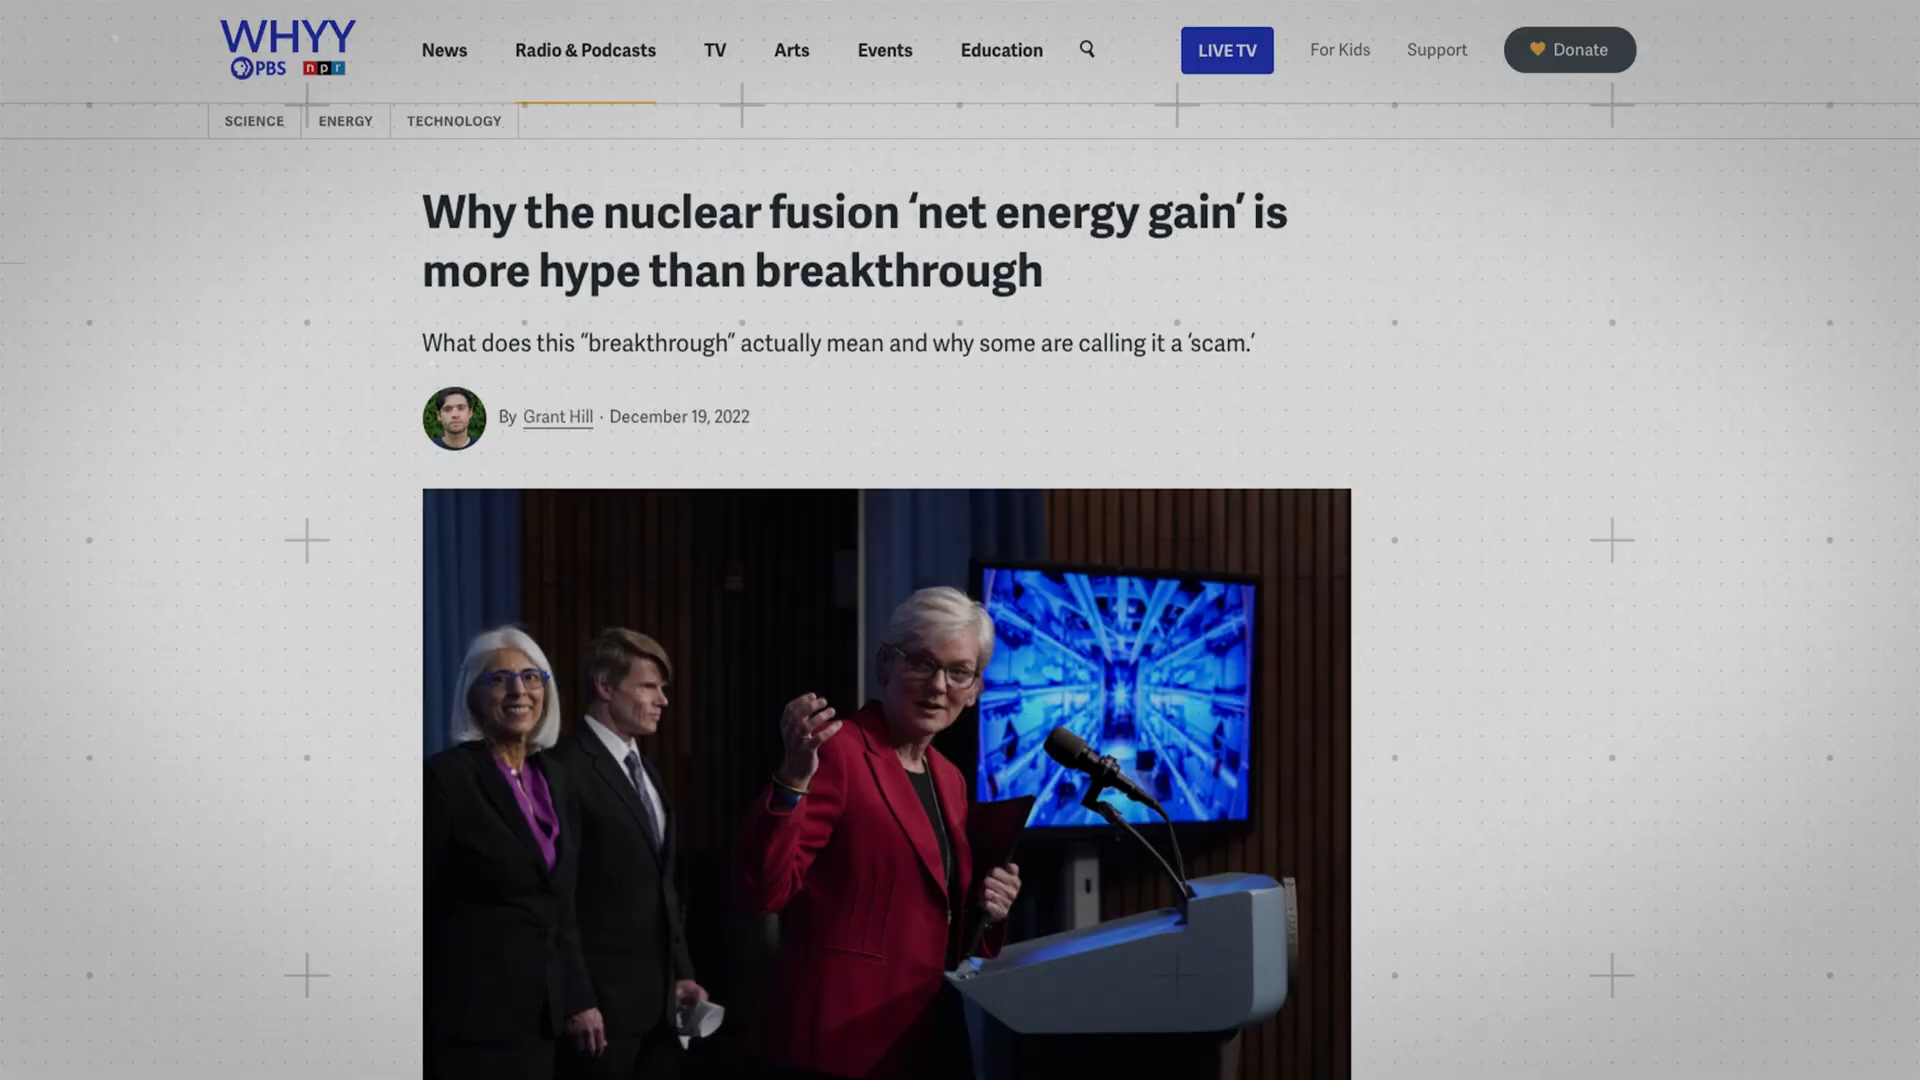 WHYY
PBS npr
News
Radio & Podcasts
TV
Arts
Events
Education
LIVE TV
For Kids
Support
Donate
SCIENCE
ENERGY
TECHNOLOGY
Why the nuclear fusion ‘net energy gain’ is
more hype than breakthrough
What does this “breakthrough” actually mean and why some are calling it a ‘scam.’
By Grant Hill · December 19, 2022